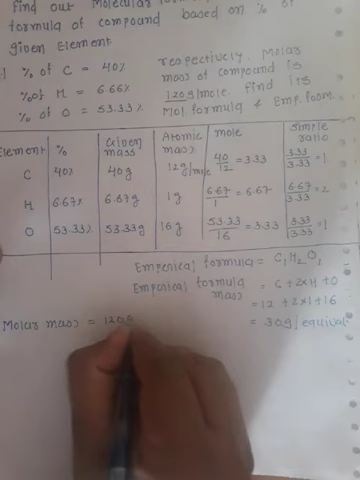 find out Molecular
formula of compound based on % of
given Element
% of C = 40%
% of H = 6.66%
% of O = 53.33%
respectively. Molar
mass of compound is
120g/mole. find its
Mol. formula & Emp. Form.
Element % Given mass Atomic mass mole simple ratio
C 40% 40g 12g/mole 40/12 = 3.33 3.33/3.33 = 1
H 6.67% 6.67g 1g 6.67/1 = 6.67 6.67/3.33 = 2
O 53.33% 53.33g 16g 53.33/16 = 3.33 3.33/3.33 = 1
Emperical formula = C₁H₂O₁
Emperical formula mass = C + 2×H + O
= 12 + 2×1 + 16
= 30g/equival
Molar mass = 120g